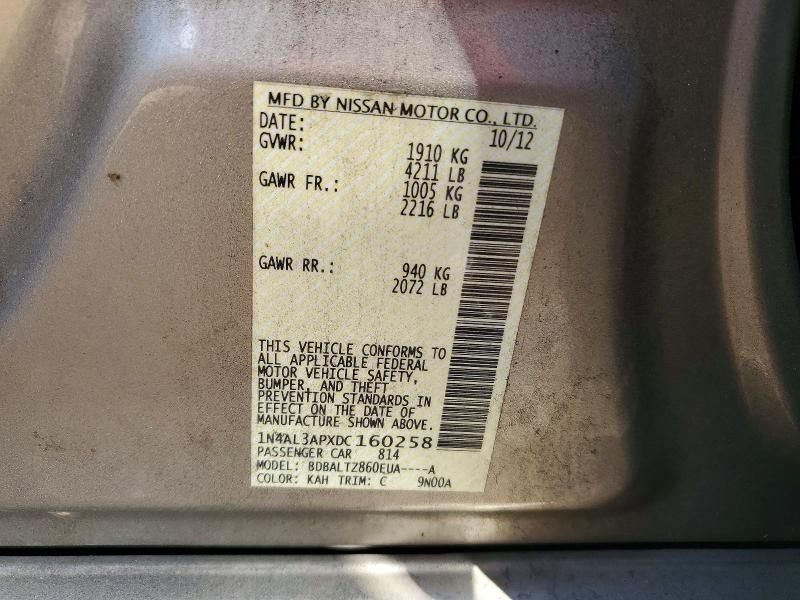 MFD BY NISSAN MOTOR CO., LTD.
DATE: 10/12
GVWR: 1910 KG
4211 LB
GAWR FR.: 1005 KG
2216 LB
GAWR RR.: 940 KG
2072 LB
THIS VEHICLE CONFORMS TO
ALL APPLICABLE FEDERAL
MOTOR VEHICLE SAFETY,
BUMPER, AND THEFT
PREVENTION STANDARDS IN
EFFECT ON THE DATE OF
MANUFACTURE SHOWN ABOVE.
1N4AL3APXDC160258
PASSENGER CAR 814
MODEL: BDBALTZ860EUA----A
COLOR: KAH TRIM: C 9N00A